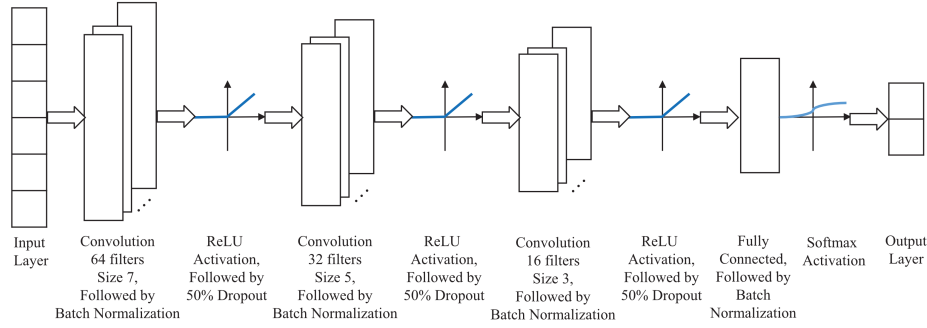 Input
Layer
Convolution
64 filters
Size 7,
Followed by
Batch Normalization
ReLU
Activation,
Followed by
50% Dropout
Convolution
32 filters
Size 5,
Followed by
Batch Normalization
ReLU
Activation,
Followed by
50% Dropout
Convolution
16 filters
Size 3,
Followed by
Batch Normalization
ReLU
Activation,
Followed by
50% Dropout
Fully
Connected,
Followed by
Batch
Normalization
Softmax
Activation
Output
Layer